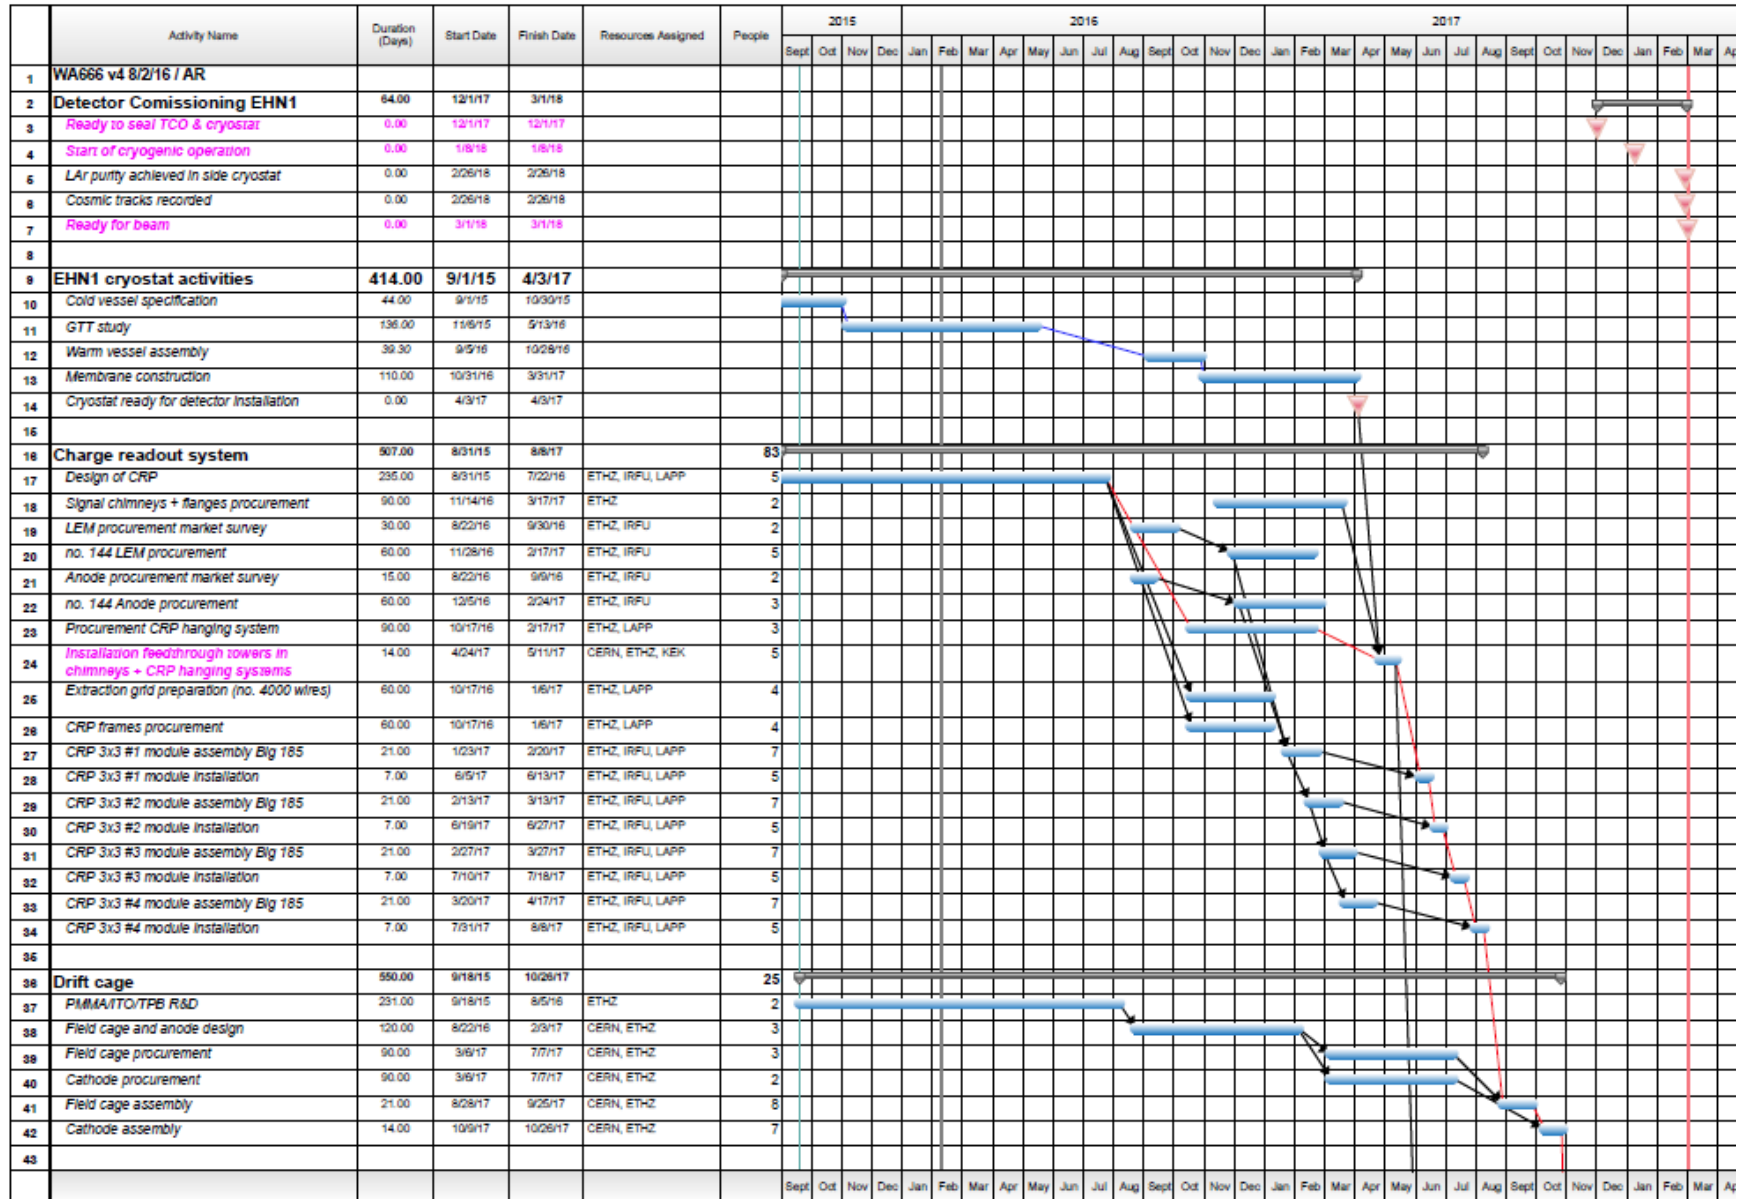 2015 2016 2017
Activity Name Duration (Days) Start Date Finish Date Resources Assigned People Sept Oct Nov Dec Jan Feb Mar Apr May Jun Jul Aug Sept Oct Nov Dec Jan Feb Mar Apr May Jun Jul Aug Sept Oct Nov Dec Jan Feb Mar Ap
1 WA666 v4 8/2/16 / AR
2 Detector Comissioning EHN1 64.00 12/1/17 3/1/18
3 Ready to seal TCO & cryostat 0.00 12/1/17 12/1/17
4 Start of cryogenic operation 0.00 1/8/18 1/8/18
5 LAr purity achieved in side cryostat 0.00 2/26/18 2/26/18
6 Cosmic tracks recorded 0.00 2/26/18 2/26/18
7 Ready for beam 0.00 3/1/18 3/1/18
8
9 EHN1 cryostat activities 414.00 9/1/15 4/3/17
10 Cold vessel specification 44.00 9/1/15 10/30/15
11 GTT study 136.00 11/6/15 5/13/16
12 Warm vessel assembly 39.30 9/5/16 10/28/16
13 Membrane construction 110.00 10/31/16 3/31/17
14 Cryostat ready for detector installation 0.00 4/3/17 4/3/17
15
16 Charge readout system 507.00 8/31/15 8/8/17 83
17 Design of CRP 235.00 8/31/15 7/22/16 ETHZ, IRFU, LAPP 5
18 Signal chimneys + flanges procurement 90.00 11/14/16 3/17/17 ETHZ 2
19 LEM procurement market survey 30.00 8/22/16 9/30/16 ETHZ, IRFU 2
20 no. 144 LEM procurement 60.00 11/28/16 2/17/17 ETHZ, IRFU 5
21 Anode procurement market survey 15.00 8/22/16 9/9/16 ETHZ, IRFU 2
22 no. 144 Anode procurement 60.00 12/5/16 2/24/17 ETHZ, IRFU 3
23 Procurement CRP hanging system 90.00 10/17/16 2/17/17 ETHZ, LAPP 3
24 Installation feedthrough towers in 14.00 4/24/17 5/11/17 CERN, ETHZ, KEK 5
chimneys + CRP hanging systems
25 Extraction grid preparation (no. 4000 wires) 60.00 10/17/16 1/6/17 ETHZ, LAPP 4
26 CRP frames procurement 60.00 10/17/16 1/6/17 ETHZ, LAPP 4
27 CRP 3x3 #1 module assembly Blg 185 21.00 1/23/17 2/20/17 ETHZ, IRFU, LAPP 7
28 CRP 3x3 #1 module installation 7.00 6/5/17 6/13/17 ETHZ, IRFU, LAPP 5
29 CRP 3x3 #2 module assembly Blg 185 21.00 2/13/17 3/13/17 ETHZ, IRFU, LAPP 7
30 CRP 3x3 #2 module installation 7.00 6/19/17 6/27/17 ETHZ, IRFU, LAPP 5
31 CRP 3x3 #3 module assembly Blg 185 21.00 2/27/17 3/27/17 ETHZ, IRFU, LAPP 7
32 CRP 3x3 #3 module installation 7.00 7/10/17 7/18/17 ETHZ, IRFU, LAPP 5
33 CRP 3x3 #4 module assembly Blg 185 21.00 3/20/17 4/17/17 ETHZ, IRFU, LAPP 7
34 CRP 3x3 #4 module installation 7.00 7/31/17 8/8/17 ETHZ, IRFU, LAPP 5
35
36 Drift cage 550.00 9/18/15 10/26/17 25
37 PMMA/ITO/TPB R&D 231.00 9/18/15 8/5/16 ETHZ 2
38 Field cage and anode design 120.00 8/22/16 2/3/17 CERN, ETHZ 3
39 Field cage procurement 90.00 3/6/17 7/7/17 CERN, ETHZ 3
40 Cathode procurement 90.00 3/6/17 7/7/17 CERN, ETHZ 2
41 Field cage assembly 21.00 8/28/17 9/25/17 CERN, ETHZ 8
42 Cathode assembly 14.00 10/9/17 10/26/17 CERN, ETHZ 7
43
Sept Oct Nov Dec Jan Feb Mar Apr May Jun Jul Aug Sept Oct Nov Dec Jan Feb Mar Apr May Jun Jul Aug Sept Oct Nov Dec Jan Feb Mar Ap